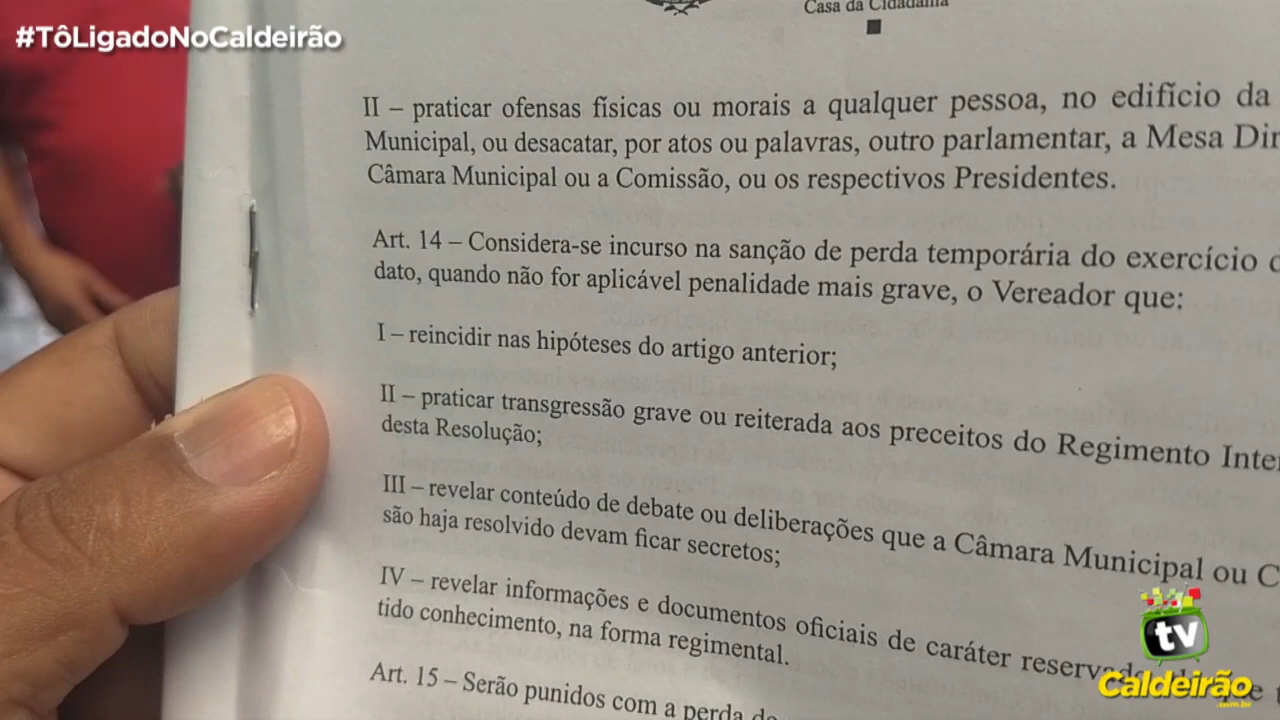 #TôLigadoNoCaldeirão
Casa da Cidadania
II – praticar ofensas físicas ou morais a qualquer pessoa, no edifício da
Municipal, ou desacatar, por atos ou palavras, outro parlamentar, a Mesa Dir
Câmara Municipal ou a Comissão, ou os respectivos Presidentes.
Art. 14 – Considera-se incurso na sanção de perda temporária do exercício
dato, quando não for aplicável penalidade mais grave, o Vereador que:
I – reincidir nas hipóteses do artigo anterior;
II – praticar transgressão grave ou reiterada aos preceitos do Regimento Inter
desta Resolução;
III – revelar conteúdo de debate ou deliberações que a Câmara Municipal ou C
são haja resolvido devam ficar secretos;
IV – revelar informações e documentos oficiais de caráter reservado
tido conhecimento, na forma regimental.
Art. 15 – Serão punidos com a perda de
tv
Caldeirão
.com.br